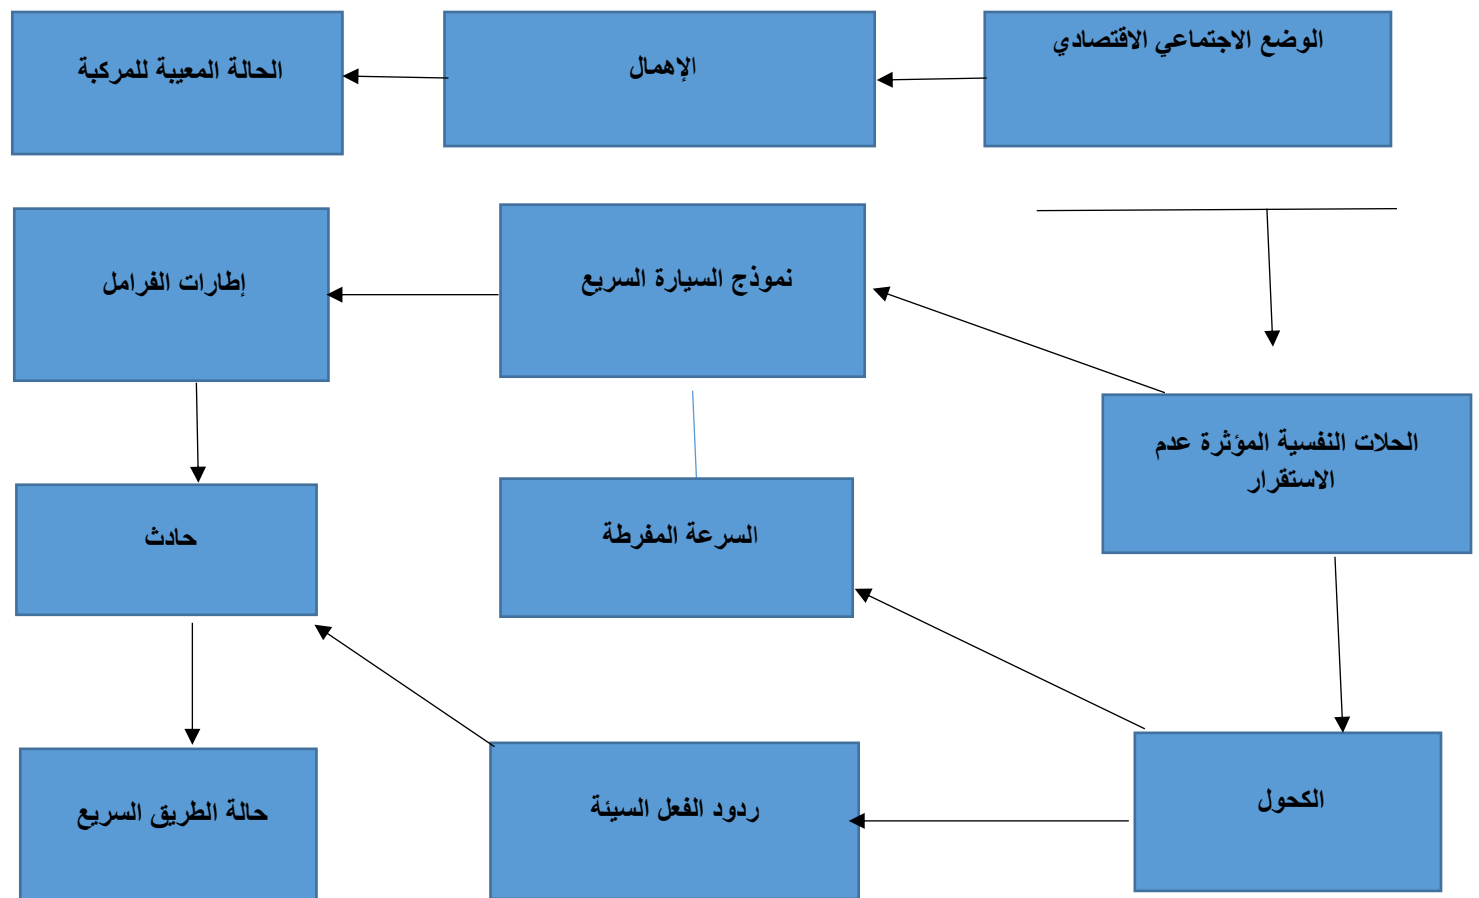 الوضع الاجتماعي الاقتصادي
الإهمال
الحالة المعيبة للمركبة
نموذج السيارة السريع
إطارات الفرامل
الحلات النفسية المؤثرة عدم
الاستقرار
السرعة المفرطة
حادث
الكحول
ردود الفعل السيئة
حالة الطريق السريع